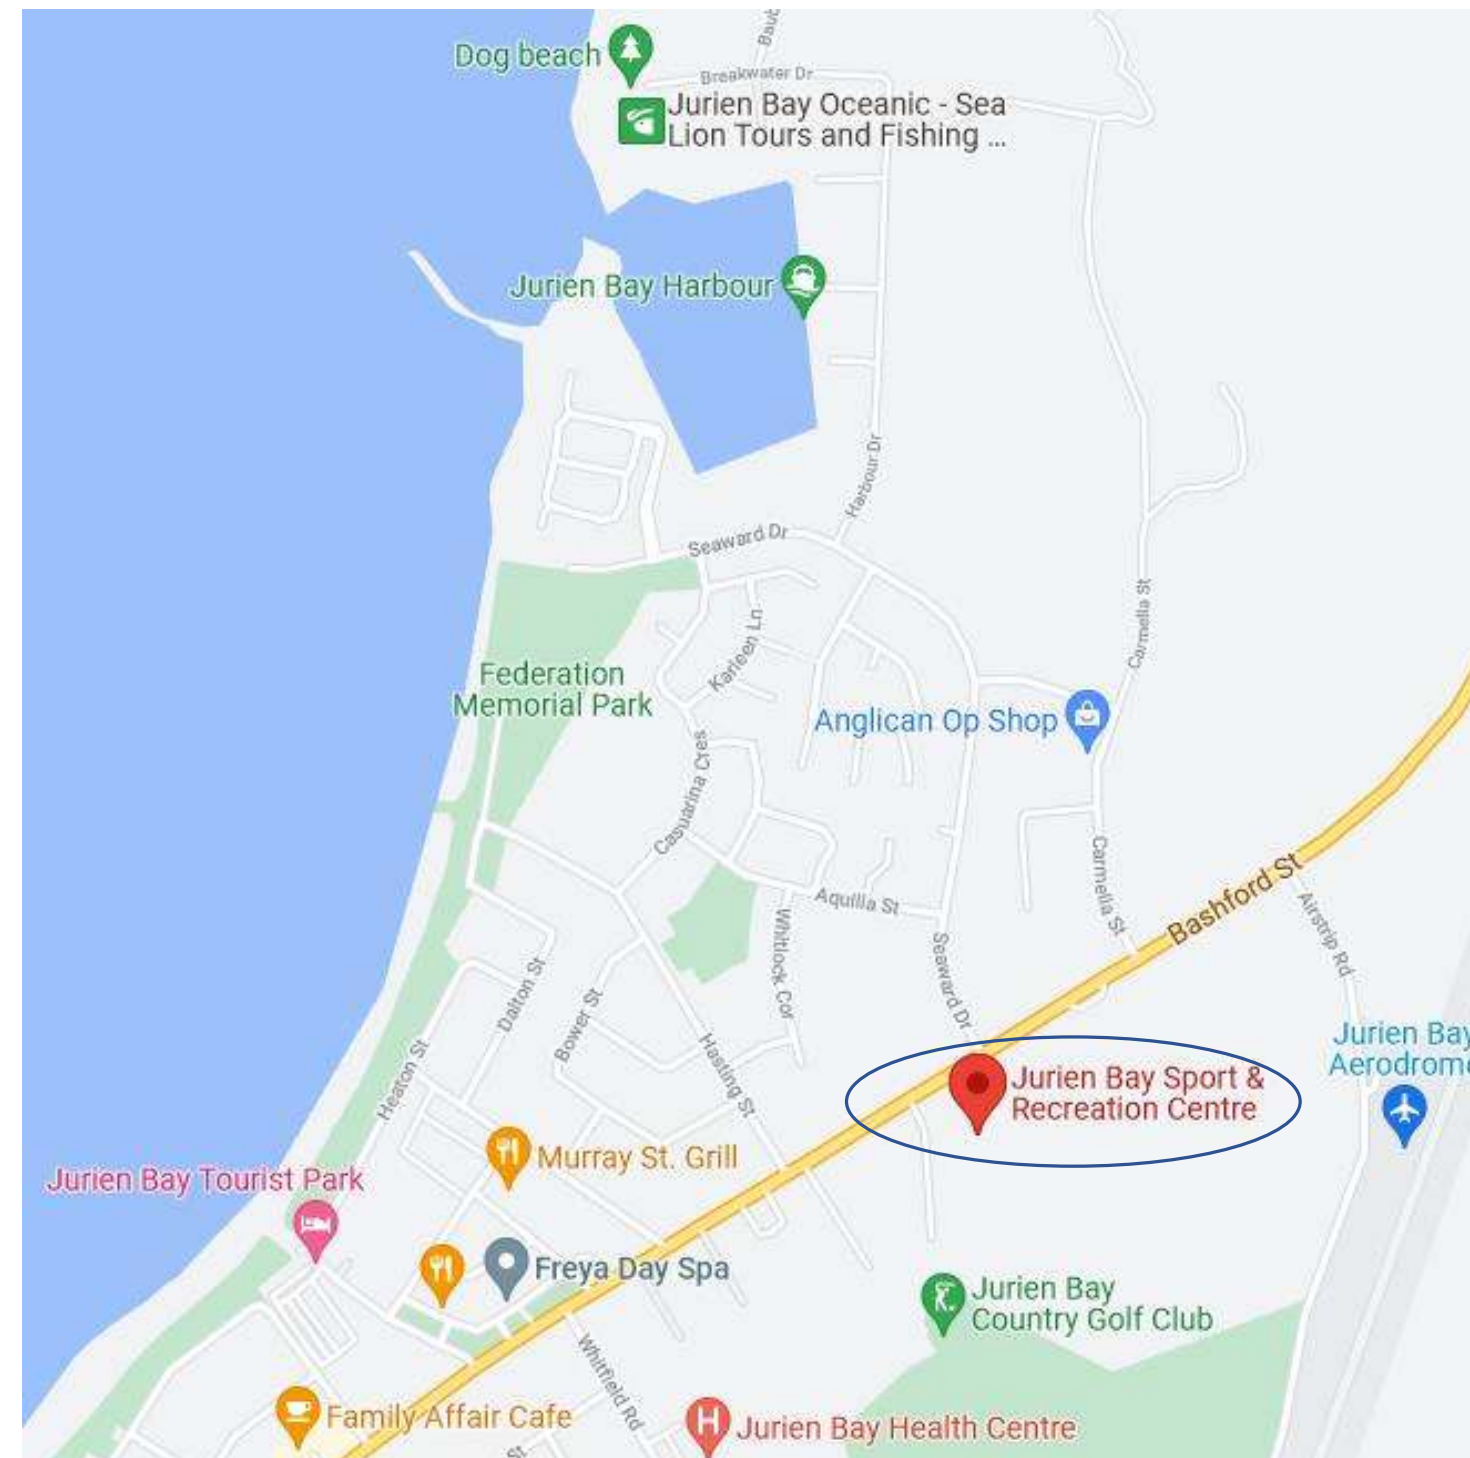 Baub
Dog beach
Breakwater Dr
Jurien Bay Oceanic - Sea
Lion Tours and Fishing ...
Jurien Bay Harbour
Harbour Dr
Seaward Dr
Carmella St
Karleen Ln
Federation
Memorial Park
Anglican Op Shop
Casuarina Cres
Carmella St
Bashford St
Aquilla St
Airstrip Rd
Whitlock Cor
Seaward Dr
Dalton St
Bower St
Hasting St
Heaton St
Jurien Bay
Aerodrome
Jurien Bay Sport &
Recreation Centre
Murray St. Grill
Jurien Bay Tourist Park
Freya Day Spa
Jurien Bay
Country Golf Club
Whitfield Rd
Family Affair Cafe
H
Jurien Bay Health Centre
St